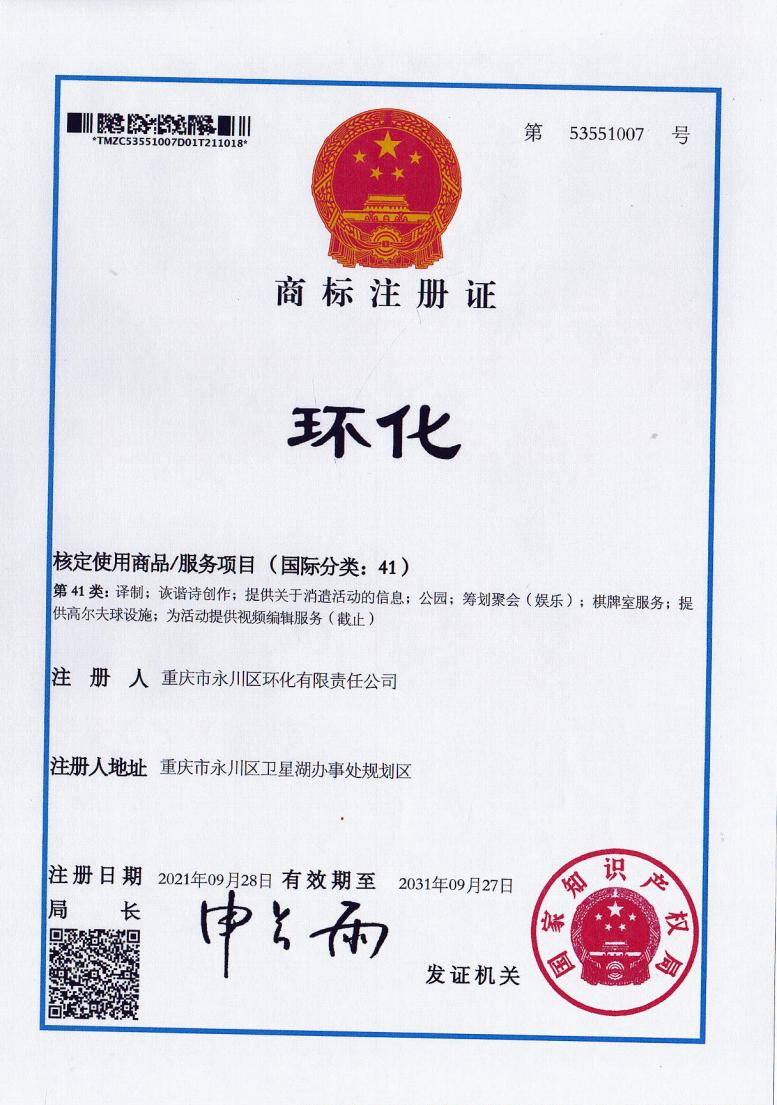 *TMZC53551007D01T211018*
第 53551007 号
商标注册证
环化
核定使用商品/服务项目（国际分类：41）
第 41 类：译制；诙谐诗创作；提供关于消遣活动的信息；公园；筹划聚会（娱乐）；棋牌室服务；提
供高尔夫球设施；为活动提供视频编辑服务（截止）
注 册 人 重庆市永川区环化有限责任公司
注册人地址 重庆市永川区卫星湖办事处规划区
注册日期 2021年09月28日 有效期至 2031年09月27日
局 长 申长雨
发证机关
国家知识产权局